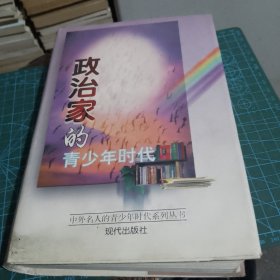 政治家
的
青少年时代
中外名人的青少年时代系列丛书
现代出版社